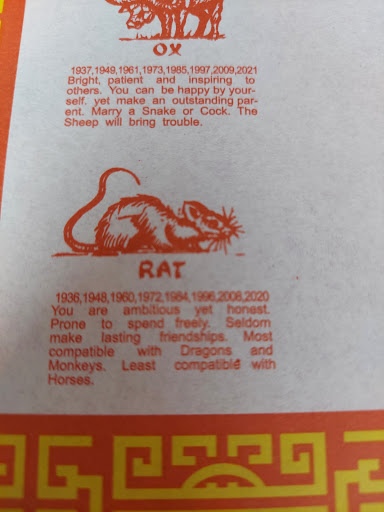 OX
1937,1949,1961,1973,1985,1997,2009,2021
Bright, patient and inspiring to
others. You can be happy by your-
self. yet make an outstanding par-
ent. Marry a Snake or Cock. The
Sheep will bring trouble.
RAT
1936,1948,1960,1972,1984,1996,2008,2020
You are ambitious yet honest.
Prone to spend freely. Seldom
make lasting friendships. Most
compatible with Dragons and
Monkeys. Least compatible with
Horses.